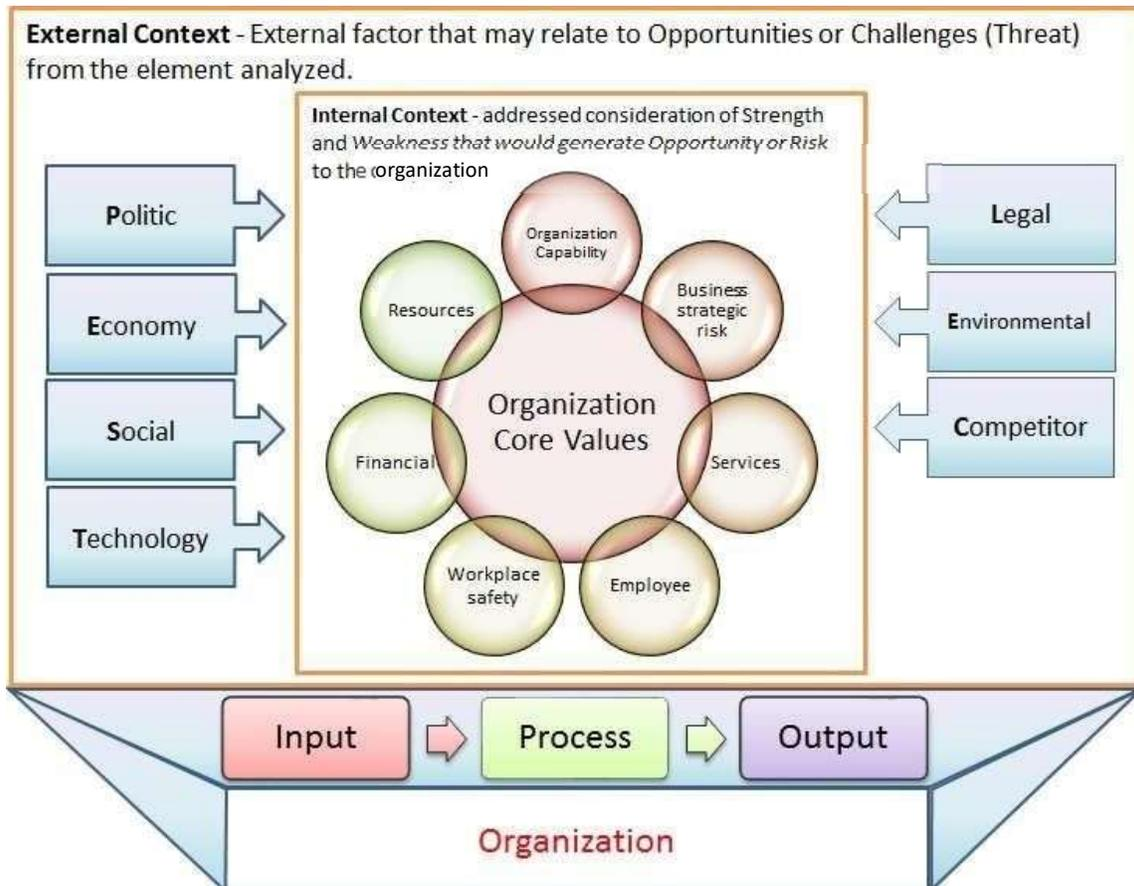 External Context - External factor that may relate to Opportunities or Challenges (Threat)
from the element analyzed.
Internal Context - addressed consideration of Strength
and Weakness that would generate Opportunity or Risk
to the organization
Politic
Economy
Social
Technology
Organization
Capability
Resources
Business
strategic
risk
Organization
Core Values
Financial
Services
Workplace
safety
Employee
Legal
Environmental
Competitor
Input
Process
Output
Organization